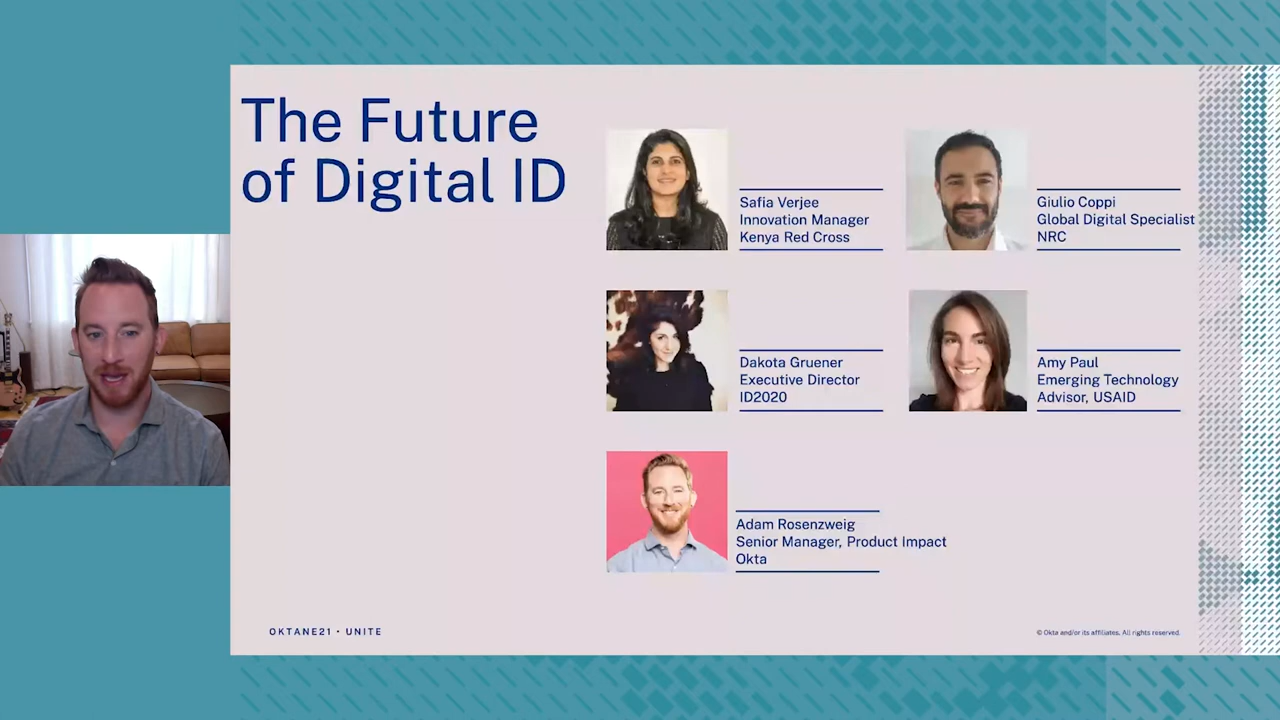 The Future
of Digital ID
Safia Verjee
Innovation Manager
Kenya Red Cross
Giulio Coppi
Global Digital Specialist
NRC
Dakota Gruener
Executive Director
ID2020
Amy Paul
Emerging Technology
Advisor, USAID
Adam Rosenzweig
Senior Manager, Product Impact
Okta
OKTANE21 • UNITE
© Okta and/or its affiliates. All rights reserved.